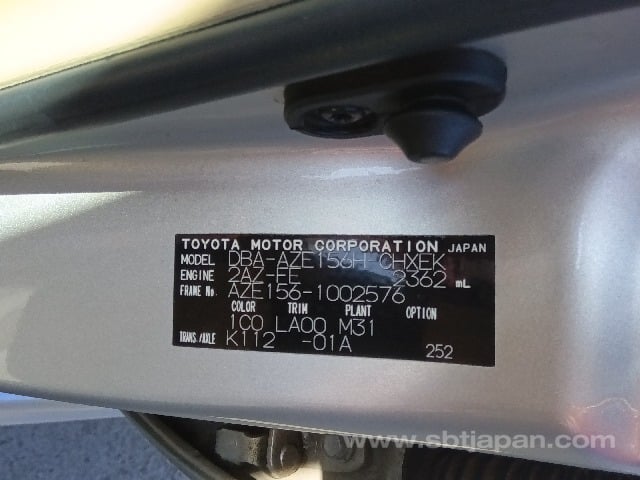 TOYOTA MOTOR CORPORATION JAPAN
MODEL DBA-AZE156H CHXEK
ENGINE 2AZ-FE 2362 mL
FRAME No. AZE156-1002576
COLOR TRIM PLANT OPTION
1C0 LA00 M31
TRANS./AXLE K112 -01A 252
www.sbtjapan.com